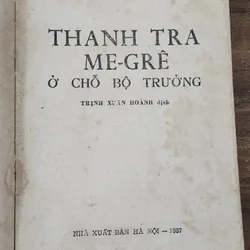 THANH TRA
ME-GRÊ
Ở CHỖ BỘ TRƯỞNG
TRỊNH XUÂN HOÀNH dịch
NHÀ XUẤT BẢN HÀ NỘI — 1987